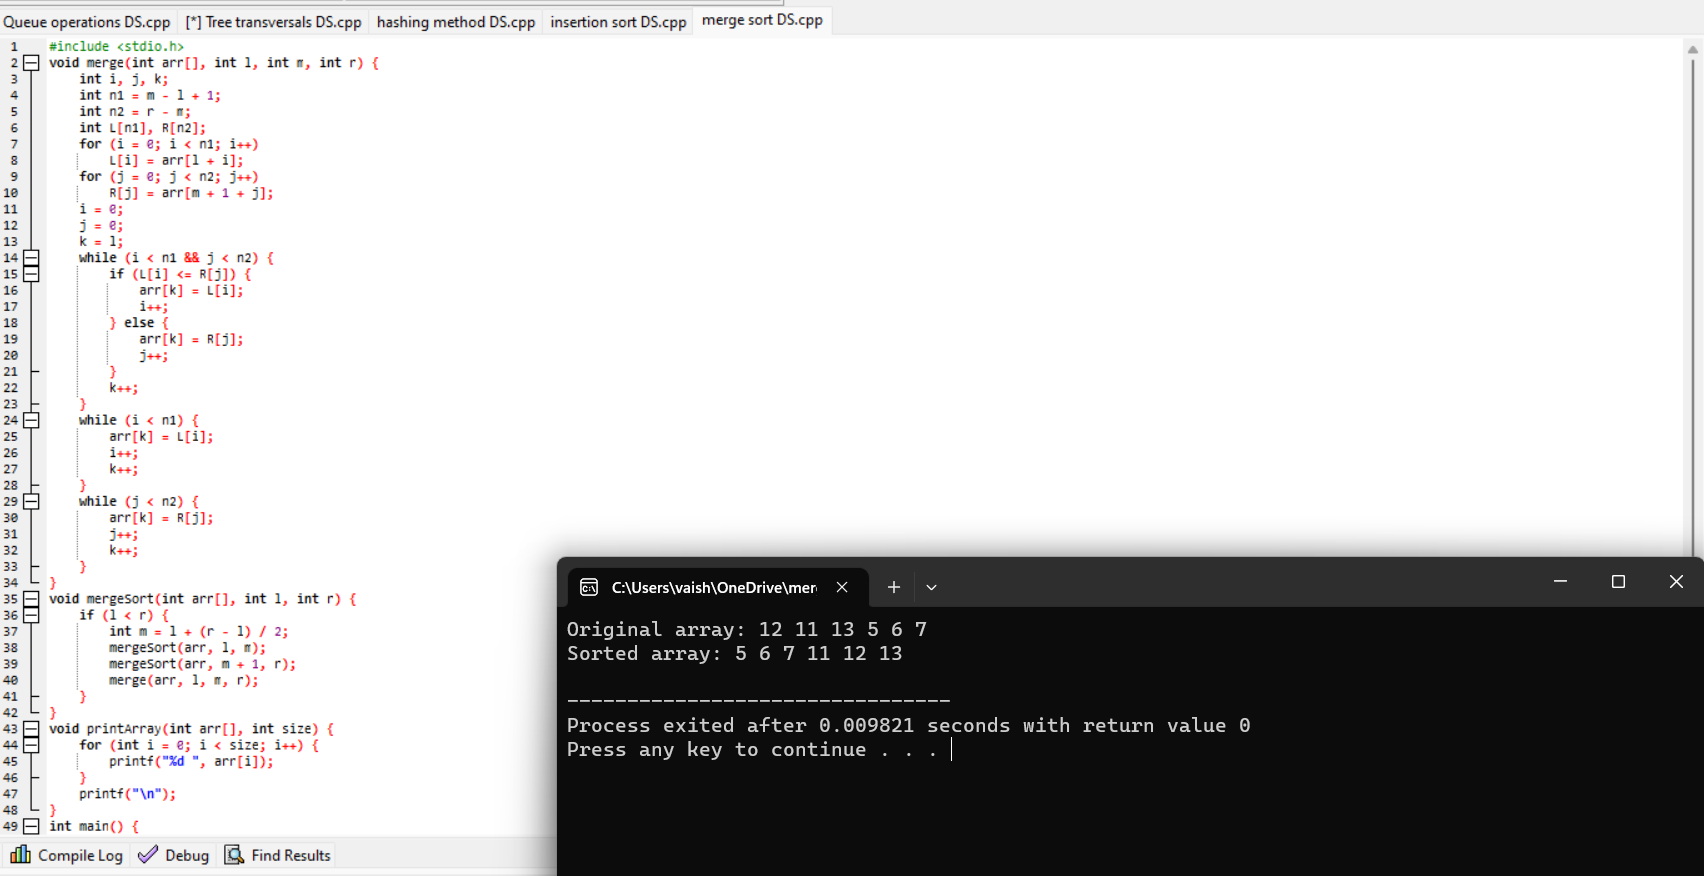 Queue operations DS.cpp [*] Tree transversals DS.cpp hashing method DS.cpp insertion sort DS.cpp merge sort DS.cpp
1 #include <stdio.h>
2 void merge(int arr[], int l, int m, int r) {
3 int i, j, k;
4 int n1 = m - l + 1;
5 int n2 = r - m;
6 int L[n1], R[n2];
7 for (i = 0; i < n1; i++)
8 L[i] = arr[l + i];
9 for (j = 0; j < n2; j++)
10 R[j] = arr[m + 1 + j];
11 i = 0;
12 j = 0;
13 k = l;
14 while (i < n1 && j < n2) {
15 if (L[i] <= R[j]) {
16 arr[k] = L[i];
17 i++;
18 } else {
19 arr[k] = R[j];
20 j++;
21 }
22 k++;
23 }
24 while (i < n1) {
25 arr[k] = L[i];
26 i++;
27 k++;
28 }
29 while (j < n2) {
30 arr[k] = R[j];
31 j++;
32 k++;
33 }
34 }
35 void mergeSort(int arr[], int l, int r) {
36 if (l < r) {
37 int m = l + (r - l) / 2;
38 mergeSort(arr, l, m);
39 mergeSort(arr, m + 1, r);
40 merge(arr, l, m, r);
41 }
42 }
43 void printArray(int arr[], int size) {
44 for (int i = 0; i < size; i++) {
45 printf("%d ", arr[i]);
46 }
47 printf("\n");
48 }
49 int main() {
Compile Log Debug Find Results
C:\Users\vaish\OneDrive\mer
Original array: 12 11 13 5 6 7
Sorted array: 5 6 7 11 12 13
--------------------------------
Process exited after 0.009821 seconds with return value 0
Press any key to continue . . .